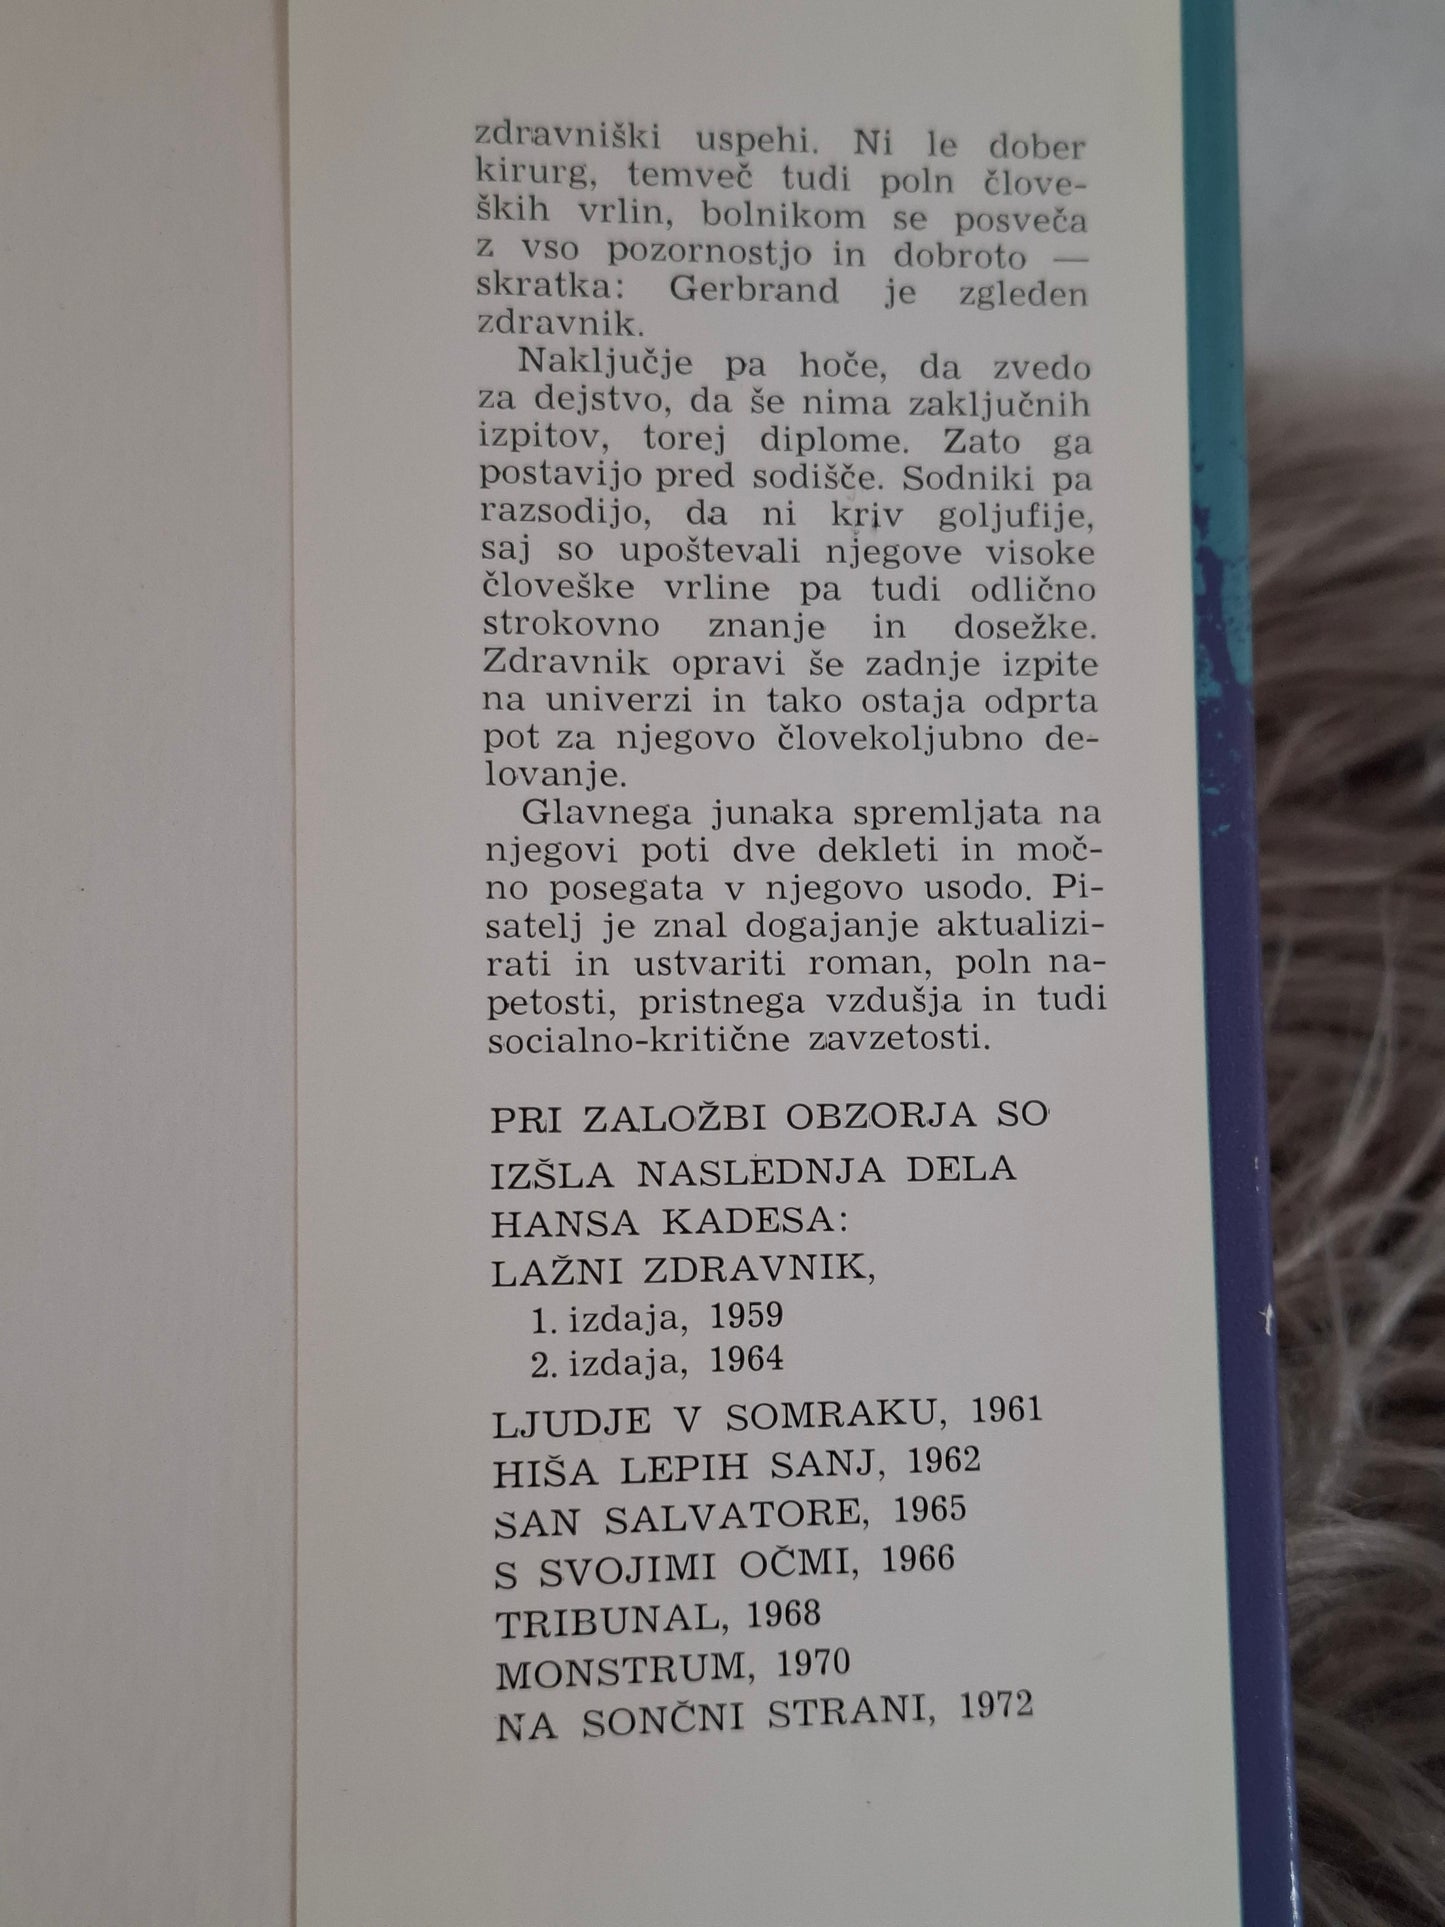 zdravniški uspehi. Ni le dober
kirurg, temveč tudi poln člove-
ških vrlin, bolnikom se posveča
z vso pozornostjo in dobroto —
skratka: Gerbrand je zgleden
zdravnik.
Naključje pa hoče, da zvedo
za dejstvo, da še nima zaključnih
izpitov, torej diplome. Zato ga
postavijo pred sodišče. Sodniki pa
razsodijo, da ni kriv goljufije,
saj so upoštevali njegove visoke
človeške vrline pa tudi odlično
strokovno znanje in dosežke.
Zdravnik opravi še zadnje izpite
na univerzi in tako ostaja odprta
pot za njegovo človekoljubno de-
lovanje.
Glavnega junaka spremljata na
njegovi poti dve dekleti in moč-
no posegata v njegovo usodo. Pi-
satelj je znal dogajanje aktualizi-
rati in ustvariti roman, poln na-
petosti, pristnega vzdušja in tudi
socialno-kritične zavzetosti.
PRI ZALOŽBI OBZORJA SO
IZŠLA NASLEDNJA DELA
HANSA KADESA:
LAŽNI ZDRAVNIK,
1. izdaja, 1959
2. izdaja, 1964
LJUDJE V SOMRAKU, 1961
HIŠA LEPIH SANJ, 1962
SAN SALVATORE, 1965
S SVOJIMI OČMI, 1966
TRIBUNAL, 1968
MONSTRUM, 1970
NA SONČNI STRANI, 1972